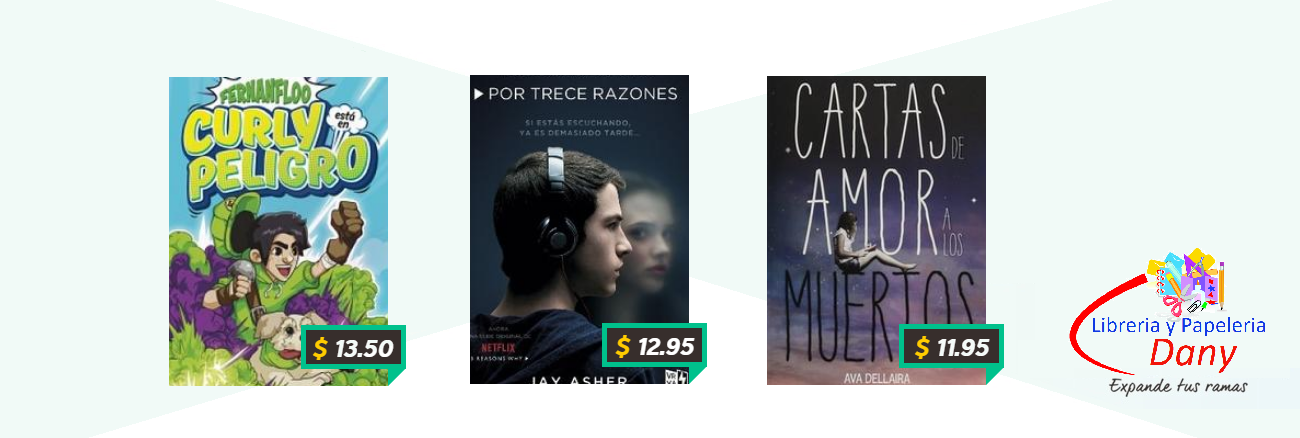 FERNANFLOO
CURLY
está
en
PELIGRO
$ 13.50
POR TRECE RAZONES
SI ESTÁS ESCUCHANDO,
YA ES DEMASIADO TARDE...
AHORA
NETFLIX
JAY ASHER
$ 12.95
CARTAS
DE
AMOR
A
LOS
MUERTOS
AVA DELLAIRA
$ 11.95
Libreria y Papeleria
Dany
Expande tus ramas